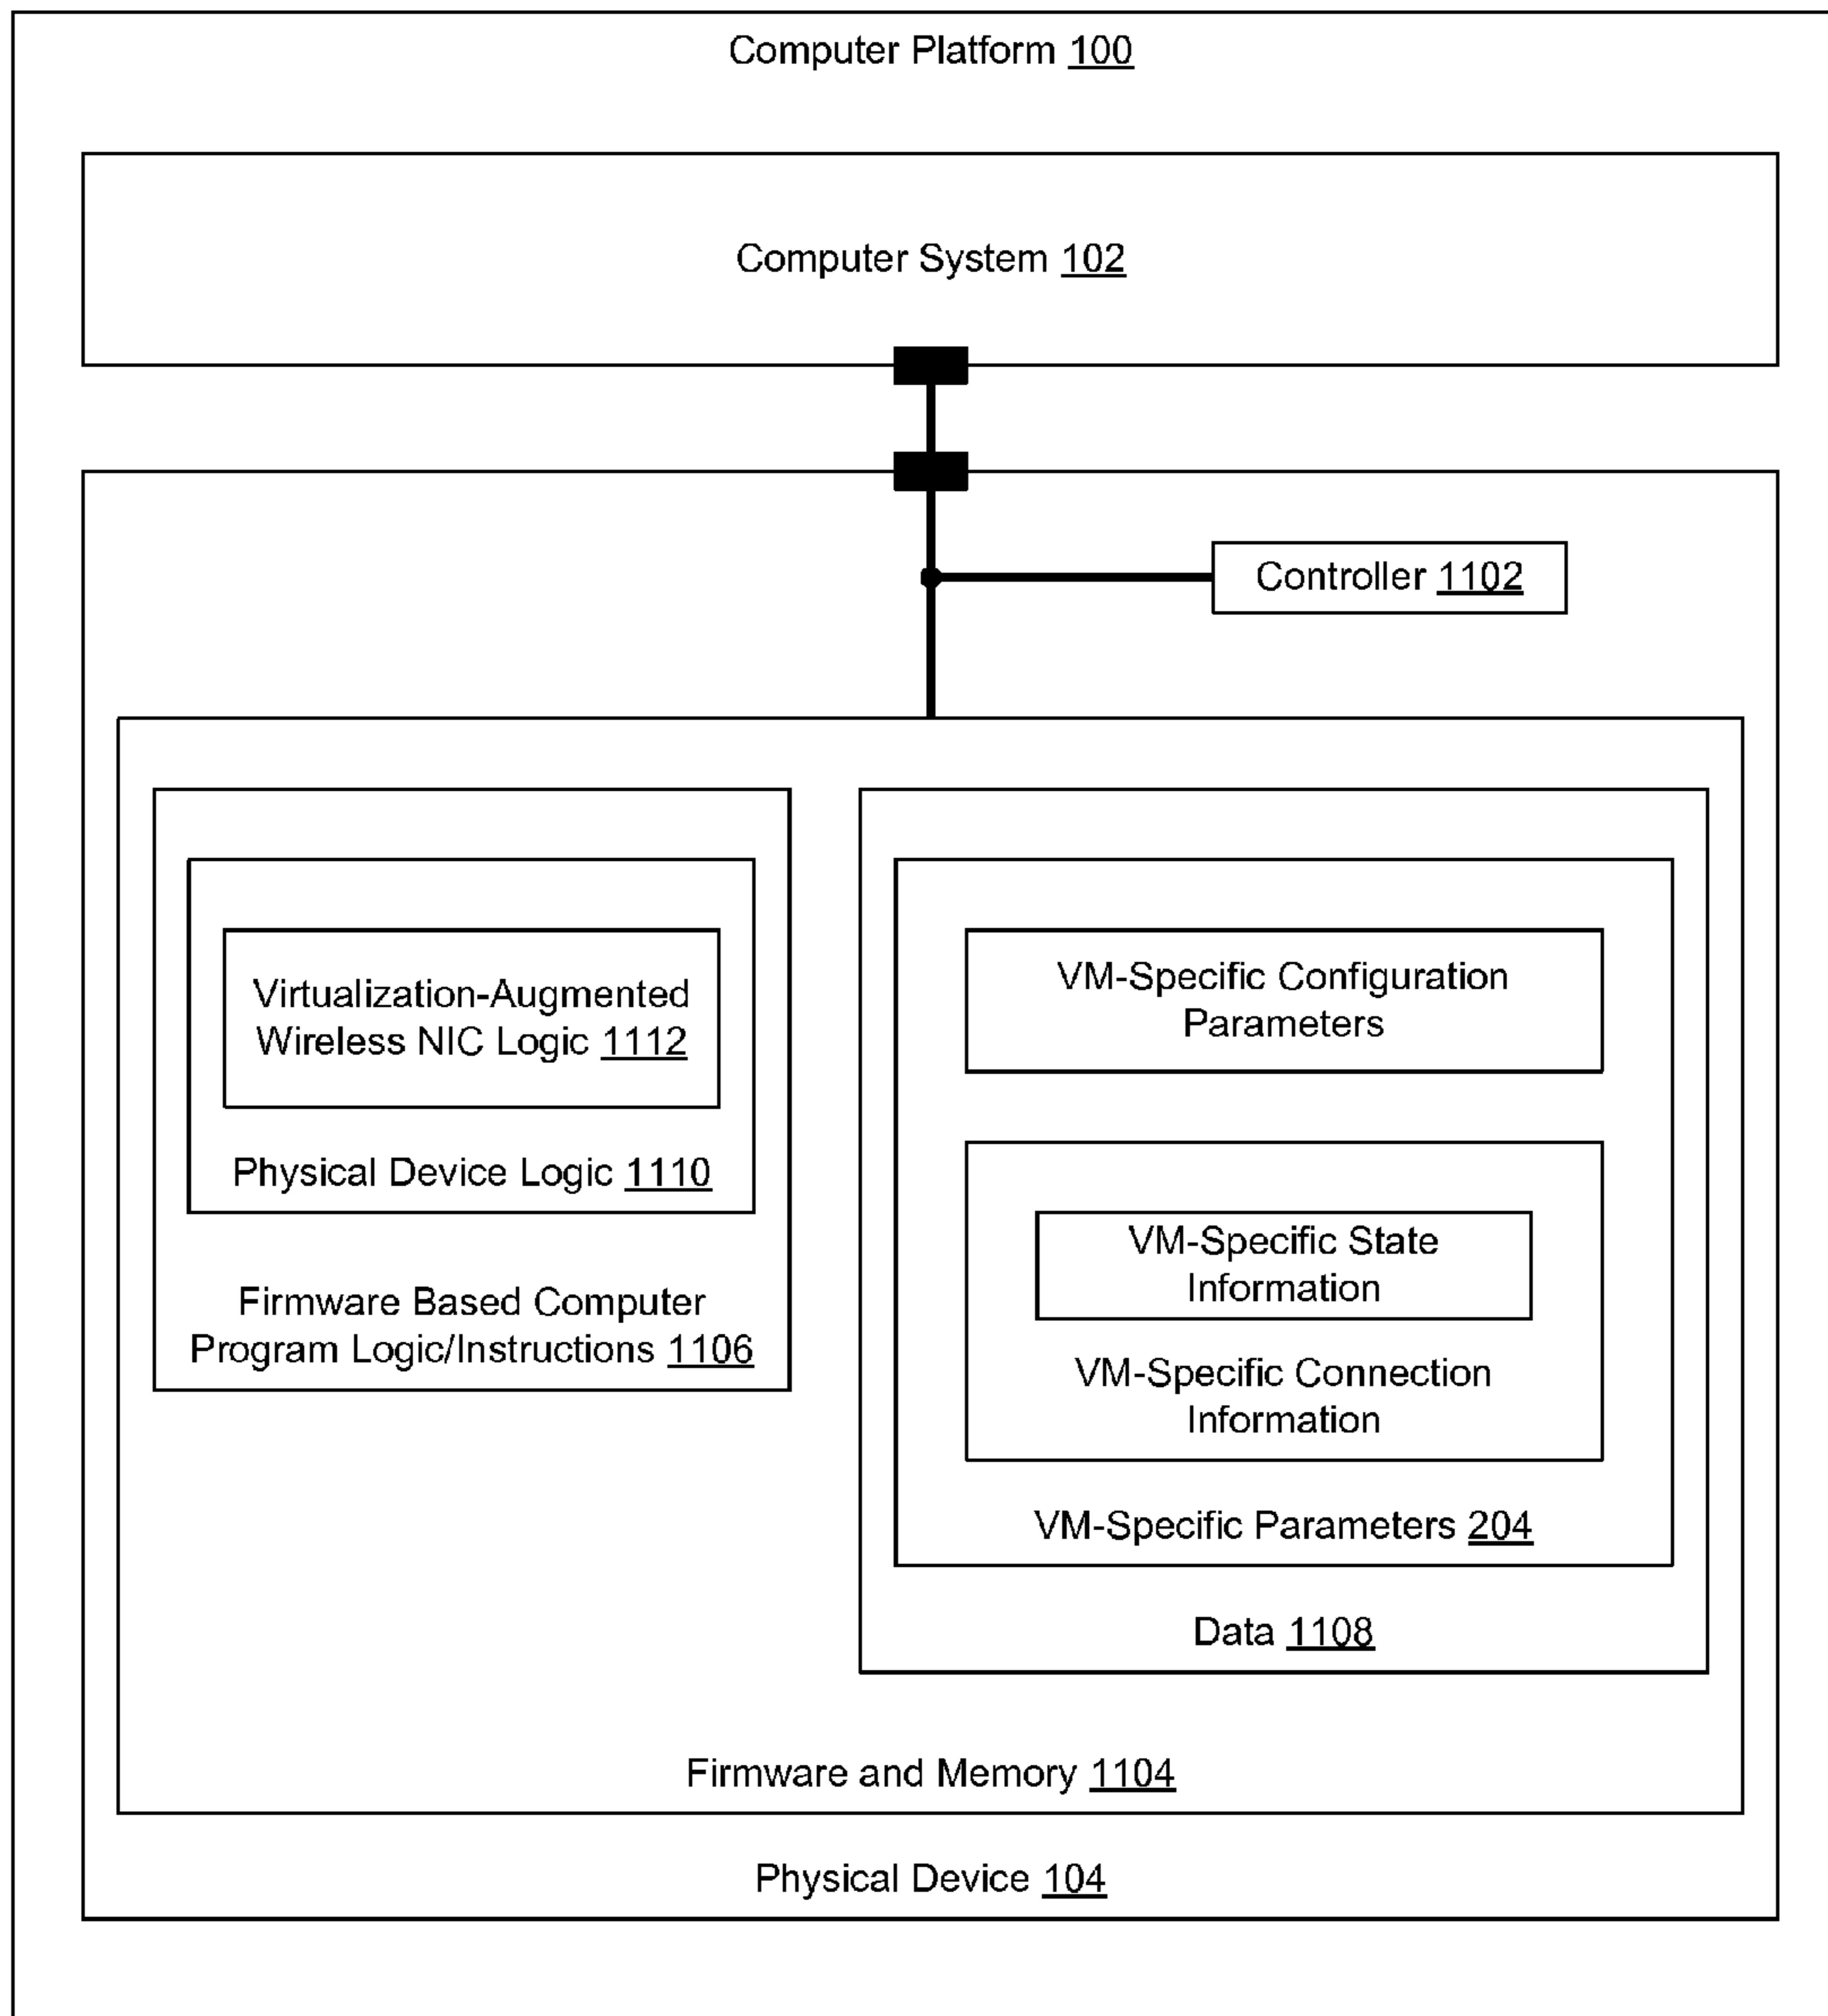 Computer Platform 100
Computer System 102
Controller 1102
Virtualization-Augmented
Wireless NIC Logic 1112
Physical Device Logic 1110
Firmware Based Computer
Program Logic/Instructions 1106
VM-Specific Configuration
Parameters
VM-Specific State
Information
VM-Specific Connection
Information
VM-Specific Parameters 204
Data 1108
Firmware and Memory 1104
Physical Device 104